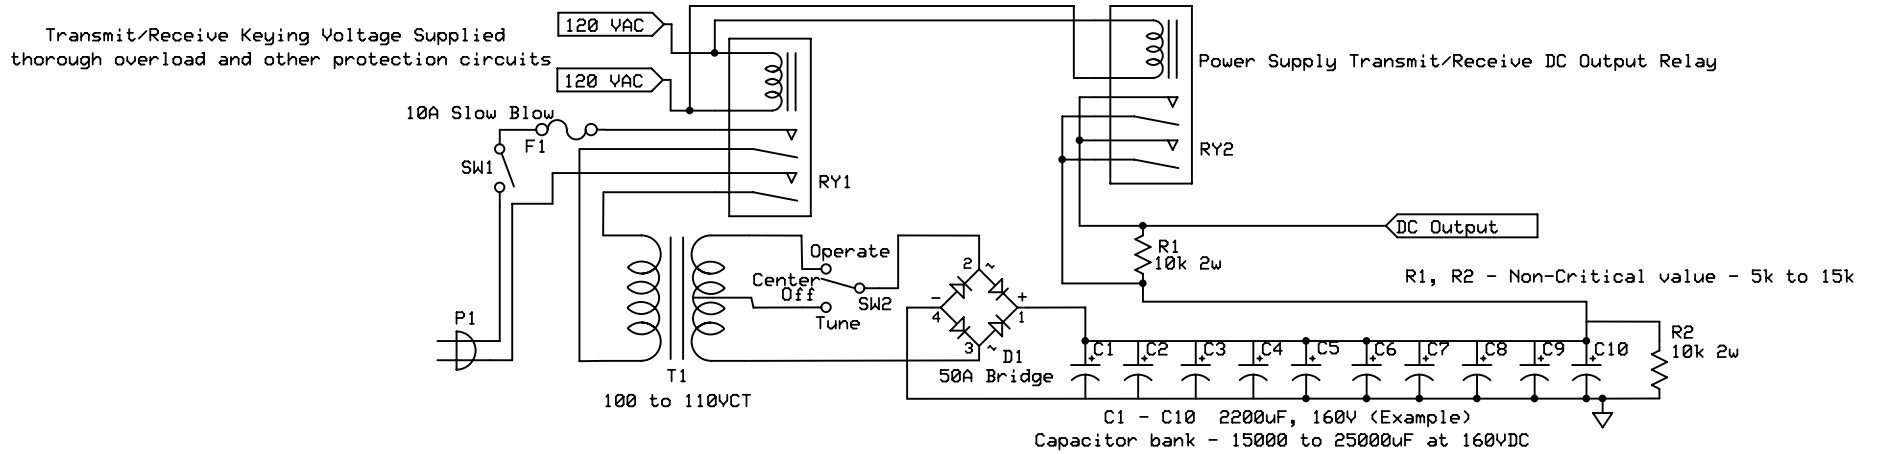 120 VAC
Transmit/Receive Keying Voltage Supplied
thorough overload and other protection circuits
120 VAC
Power Supply Transmit/Receive DC Output Relay
10A Slow Blow
F1
SW1
RY1
RY2
DC Output
R1
10k 2w
R1, R2 - Non-Critical value - 5k to 15k
Operate
Center
Off
SW2
Tune
2
~
-
+
4
1
3
~
D1
50A Bridge
P1
T1
100 to 110VCT
C1
C2
C3
C4
C5
C6
C7
C8
C9
C10
+
+
+
+
+
+
+
+
+
+
R2
10k 2w
C1 - C10 2200uF, 160V (Example)
Capacitor bank - 15000 to 25000uF at 160VDC